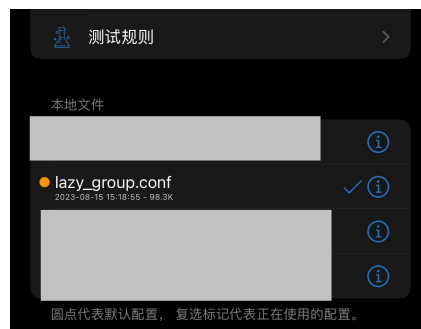 测试规则
本地文件
lazy_group.conf
2023-08-15 15:18:55 - 98.3K
圆点代表默认配置， 复选标记代表正在使用的配置。